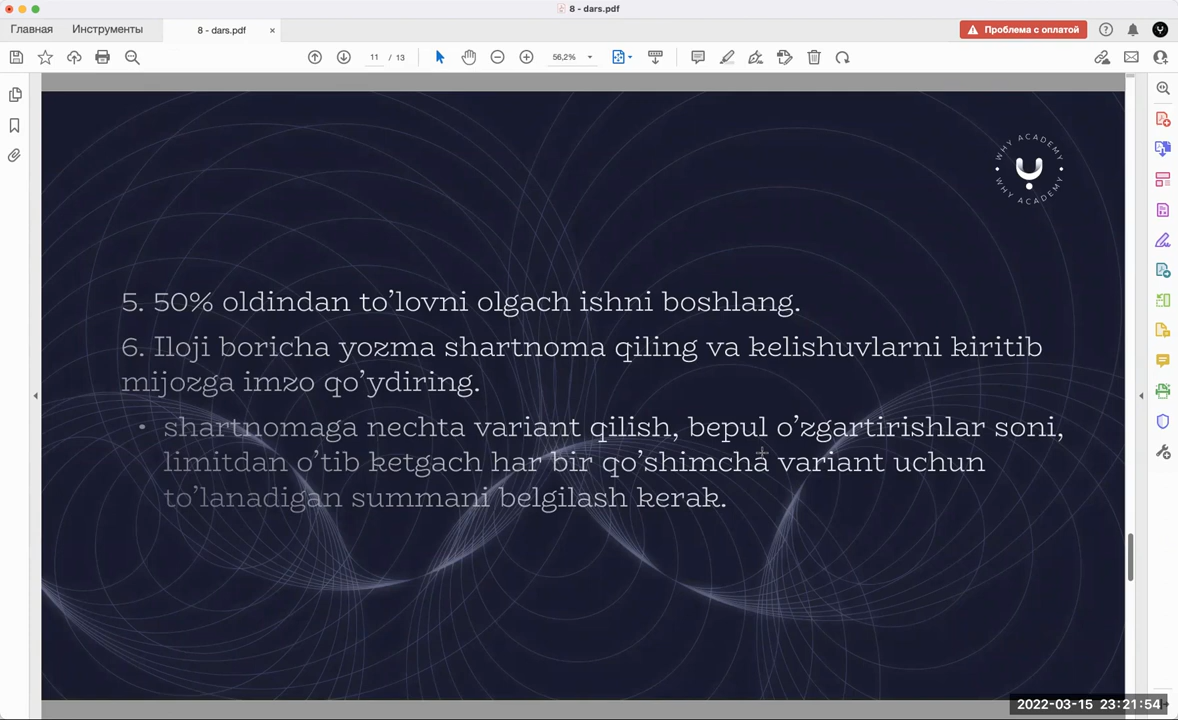 8 - dars.pdf
Главная Инструменты 8 - dars.pdf ×
Проблема с оплатой
11 / 13
56,2%
WHY ACADEMY
WHY ACADEMY
5. 50% oldindan to’lovni olgach ishni boshlang.
6. Iloji boricha yozma shartnoma qiling va kelishuvlarni kiritib
mijozga imzo qo’ydiring.
• shartnomaga nechta variant qilish, bepul o’zgartirishlar soni,
limitdan o’tib ketgach har bir qo’shimcha variant uchun
to’lanadigan summani belgilash kerak.
2022-03-15 23:21:54